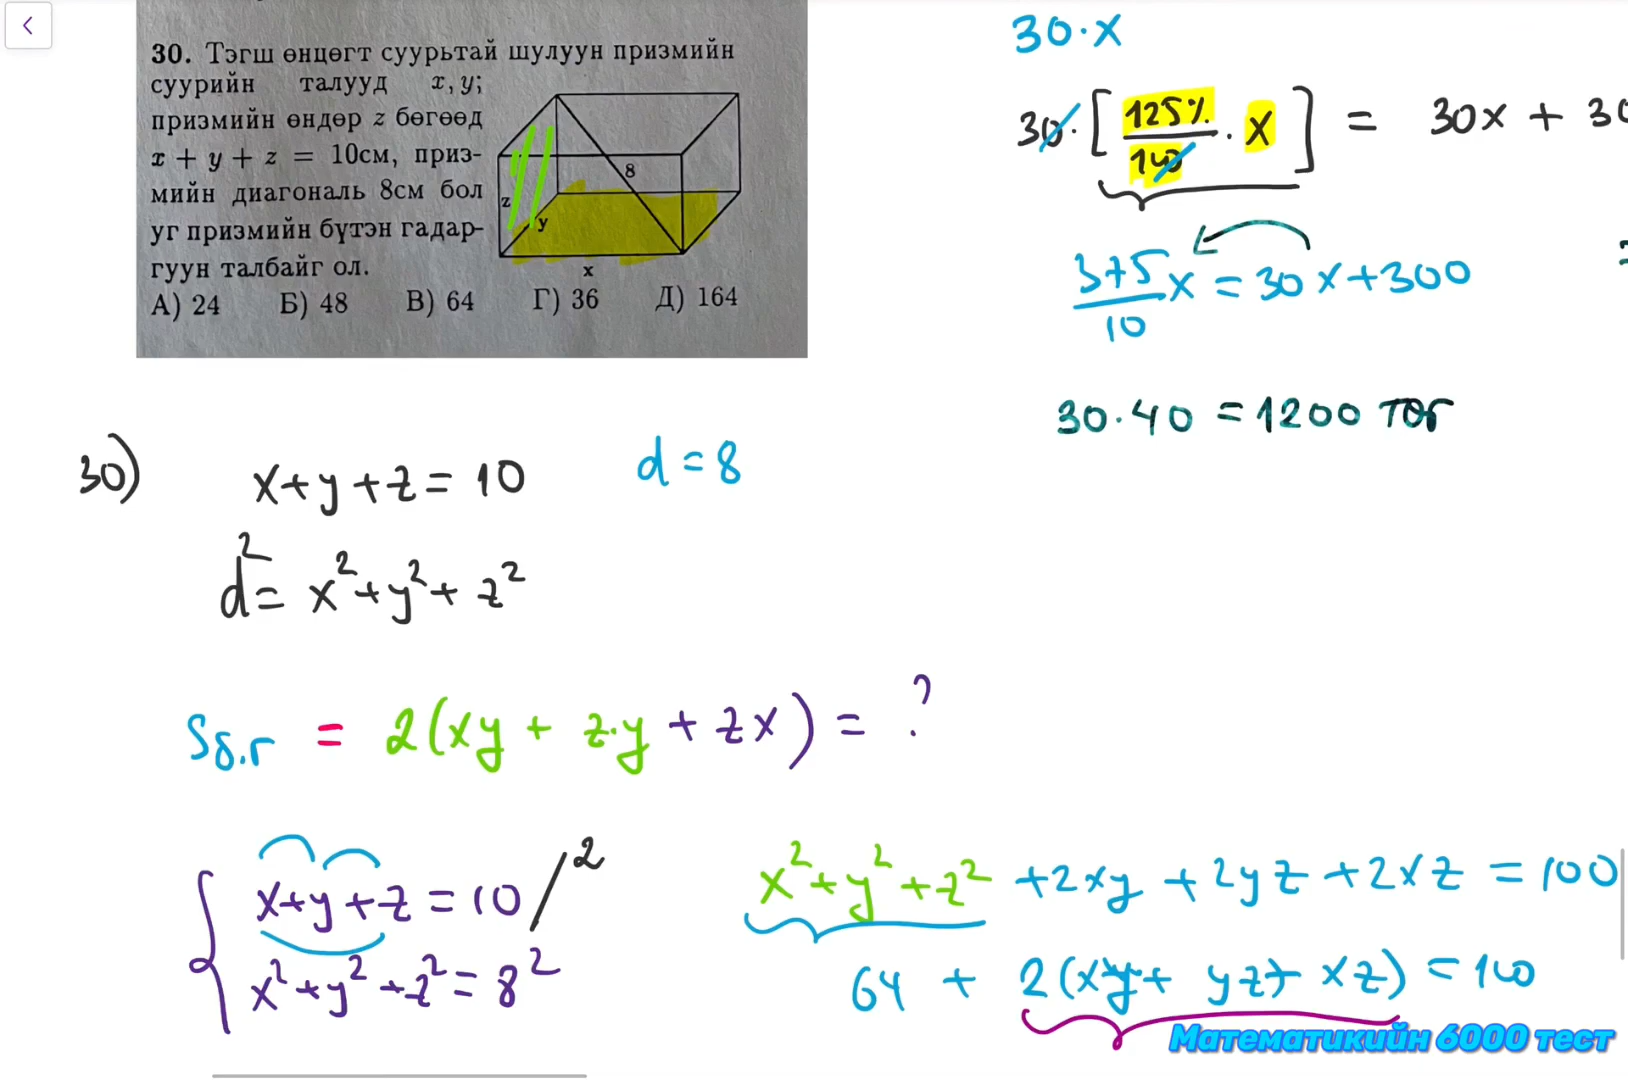 30. Тэгш өнцөгт суурьтай шулуун призмийн
суурийн талууд x, y;
призмийн өндөр z бөгөөд
x + y + z = 10см, приз-
мийн диагональ 8см бол
уг призмийн бүтэн гадар-
гуун талбайг ол.
А) 24 Б) 48 В) 64 Г) 36 Д) 164
8
z
y
x
30·x
30·[125%/100 · x] = 30x + 30
375/10 x = 30x+300
30·40 = 1200 төг
30) x+y+z = 10 d = 8
d² = x²+y²+z²
Sб.г = 2(xy + z·y + zx) = ?
x+y+z = 10 /²
x²+y²+z² = 8²
x²+y²+z² +2xy +2yz +2xz = 100
64 + 2(xy+ yz+ xz) = 100
Математикийн 6000 тест